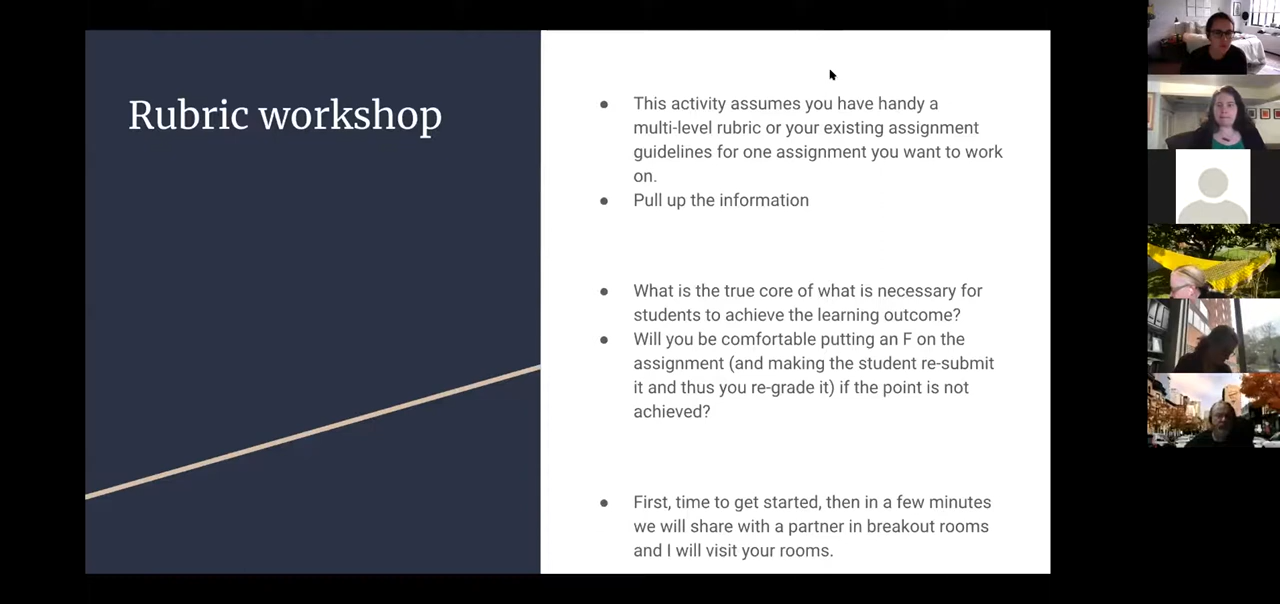 Rubric workshop
● This activity assumes you have handy a
multi-level rubric or your existing assignment
guidelines for one assignment you want to work
on.
● Pull up the information
● What is the true core of what is necessary for
students to achieve the learning outcome?
● Will you be comfortable putting an F on the
assignment (and making the student re-submit
it and thus you re-grade it) if the point is not
achieved?
● First, time to get started, then in a few minutes
we will share with a partner in breakout rooms
and I will visit your rooms.